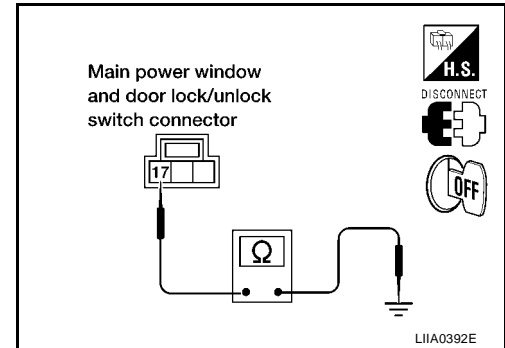 Main power window
and door lock/unlock
switch connector
H.S.
DISCONNECT
17
OFF
Ω
LIIA0392E